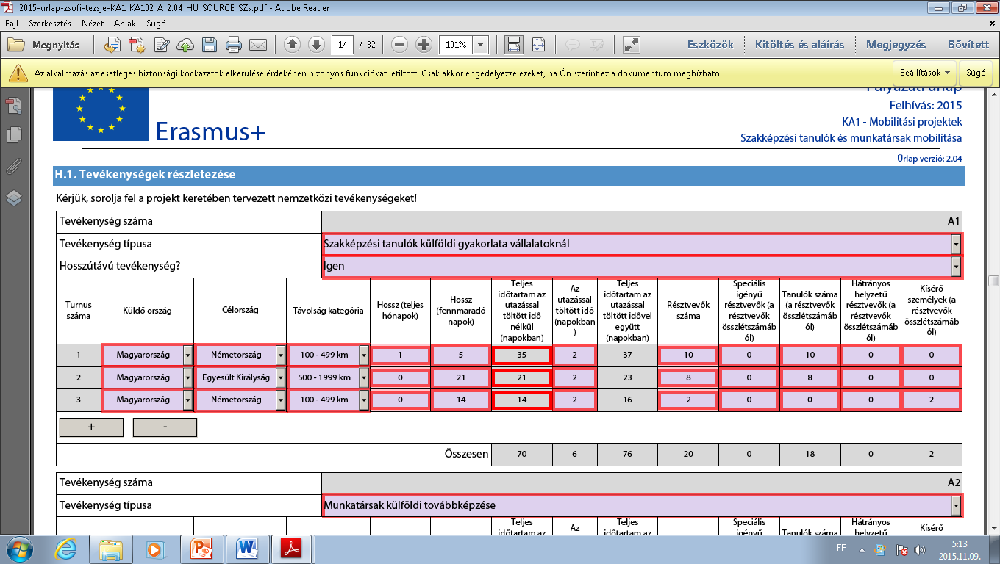 2015-urlap-zsofi-tezsje-KA1_KA102_A_2.04_HU_SOURCE_SZs.pdf - Adobe Reader
Fájl Szerkesztés Nézet Ablak Súgó
Megnyitás 14 / 32 101% Eszközök Kitöltés és aláírás Megjegyzés Bővített
Az alkalmazás az esetleges biztonsági kockázatok elkerülése érdekében bizonyos funkciókat letiltott. Csak akkor engedélyezze ezeket, ha Ön szerint ez a dokumentum megbízható. Beállítások Súgó
Pályázati űrlap
Felhívás: 2015
KA1 - Mobilitási projektek
Erasmus+
Szakképzési tanulók és munkatársak mobilitása
Űrlap verzió: 2.04
H.1. Tevékenységek részletezése
Kérjük, sorolja fel a projekt keretében tervezett nemzetközi tevékenységeket!
Tevékenység száma A1
Tevékenység típusa Szakképzési tanulók külföldi gyakorlata vállalatoknál
Hosszútávú tevékenység? Igen
Turnus száma
Küldő ország
Célország
Távolság kategória
Hossz (teljes hónapok)
Hossz (fennmaradó napok)
Teljes időtartam az utazással töltött idő nélkül (napokban)
Az utazással töltött idő (napokban)
Teljes időtartam az utazással töltött idővel együtt (napokban)
Résztvevők száma
Speciális igényű résztvevők (a résztvevők összlétszámából)
Tanulók száma (a résztvevők összlétszámából)
Hátrányos helyzetű résztvevők (a résztvevők összlétszámából)
Kísérő személyek (a résztvevők összlétszámából)
1 Magyarország Németország 100 - 499 km 1 5 35 2 37 10 0 10 0 0
2 Magyarország Egyesült Királyság 500 - 1999 km 0 21 21 2 23 8 0 8 0 0
3 Magyarország Németország 100 - 499 km 0 14 14 2 16 2 0 0 0 2
+ -
Összesen 70 6 76 20 0 18 0 2
Tevékenység száma A2
Tevékenység típusa Munkatársak külföldi továbbképzése
Teljes időtartam az
Az
Teljes időtartam az
Speciális igényű
Tanulók száma
Hátrányos helyzetű
Kísérő
FR 5:13
2015.11.09.